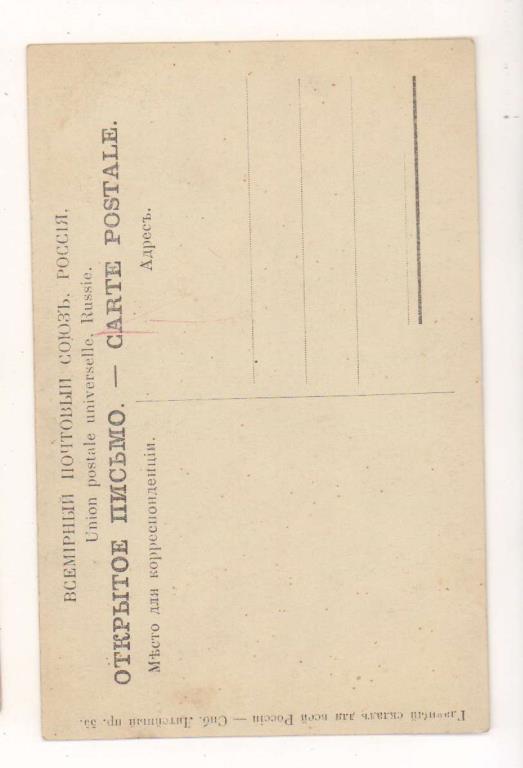 ВСЕМІРНЫЙ ПОЧТОВЫЙ СОЮЗЪ. РОССІЯ.
Union postale universelle. Russie.
ОТКРЫТОЕ ПИСЬМО. — CARTE POSTALE.
Мѣсто для корреспонденціи.
Адресъ.
Главный складъ для всей Россіи — Спб. Литейный пр. 55.